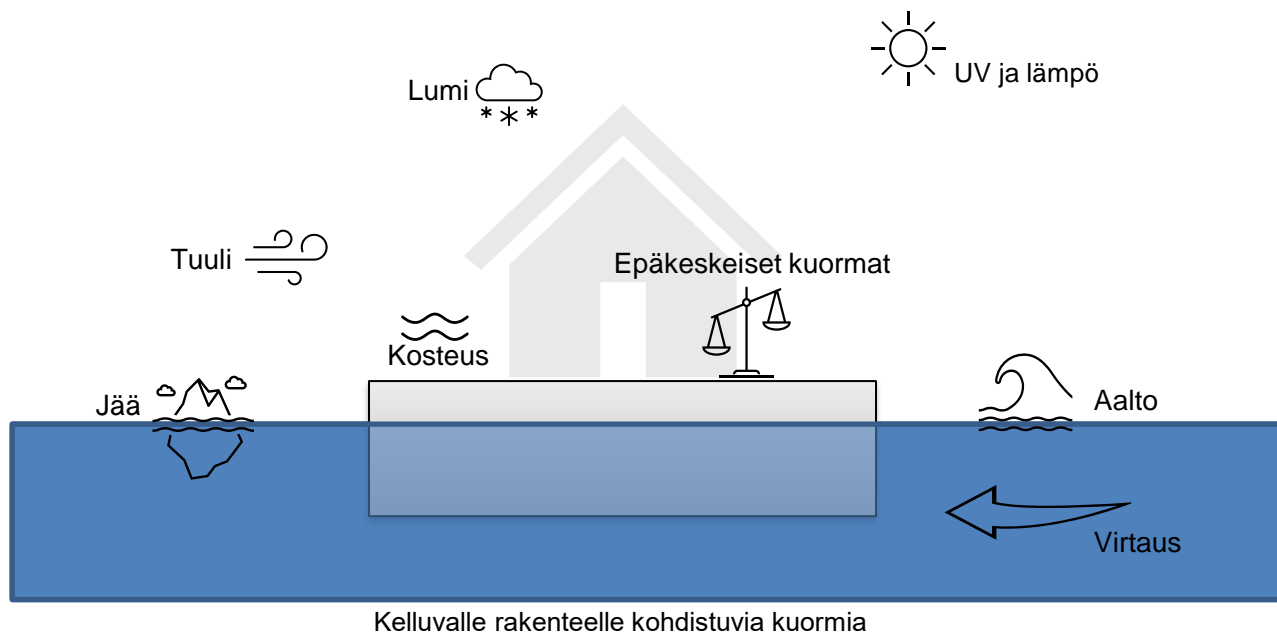 UV ja lämpö
Lumi
Tuuli
Epäkeskeiset kuormat
Kosteus
Jää
Aalto
Virtaus
Kelluvalle rakenteelle kohdistuvia kuormia